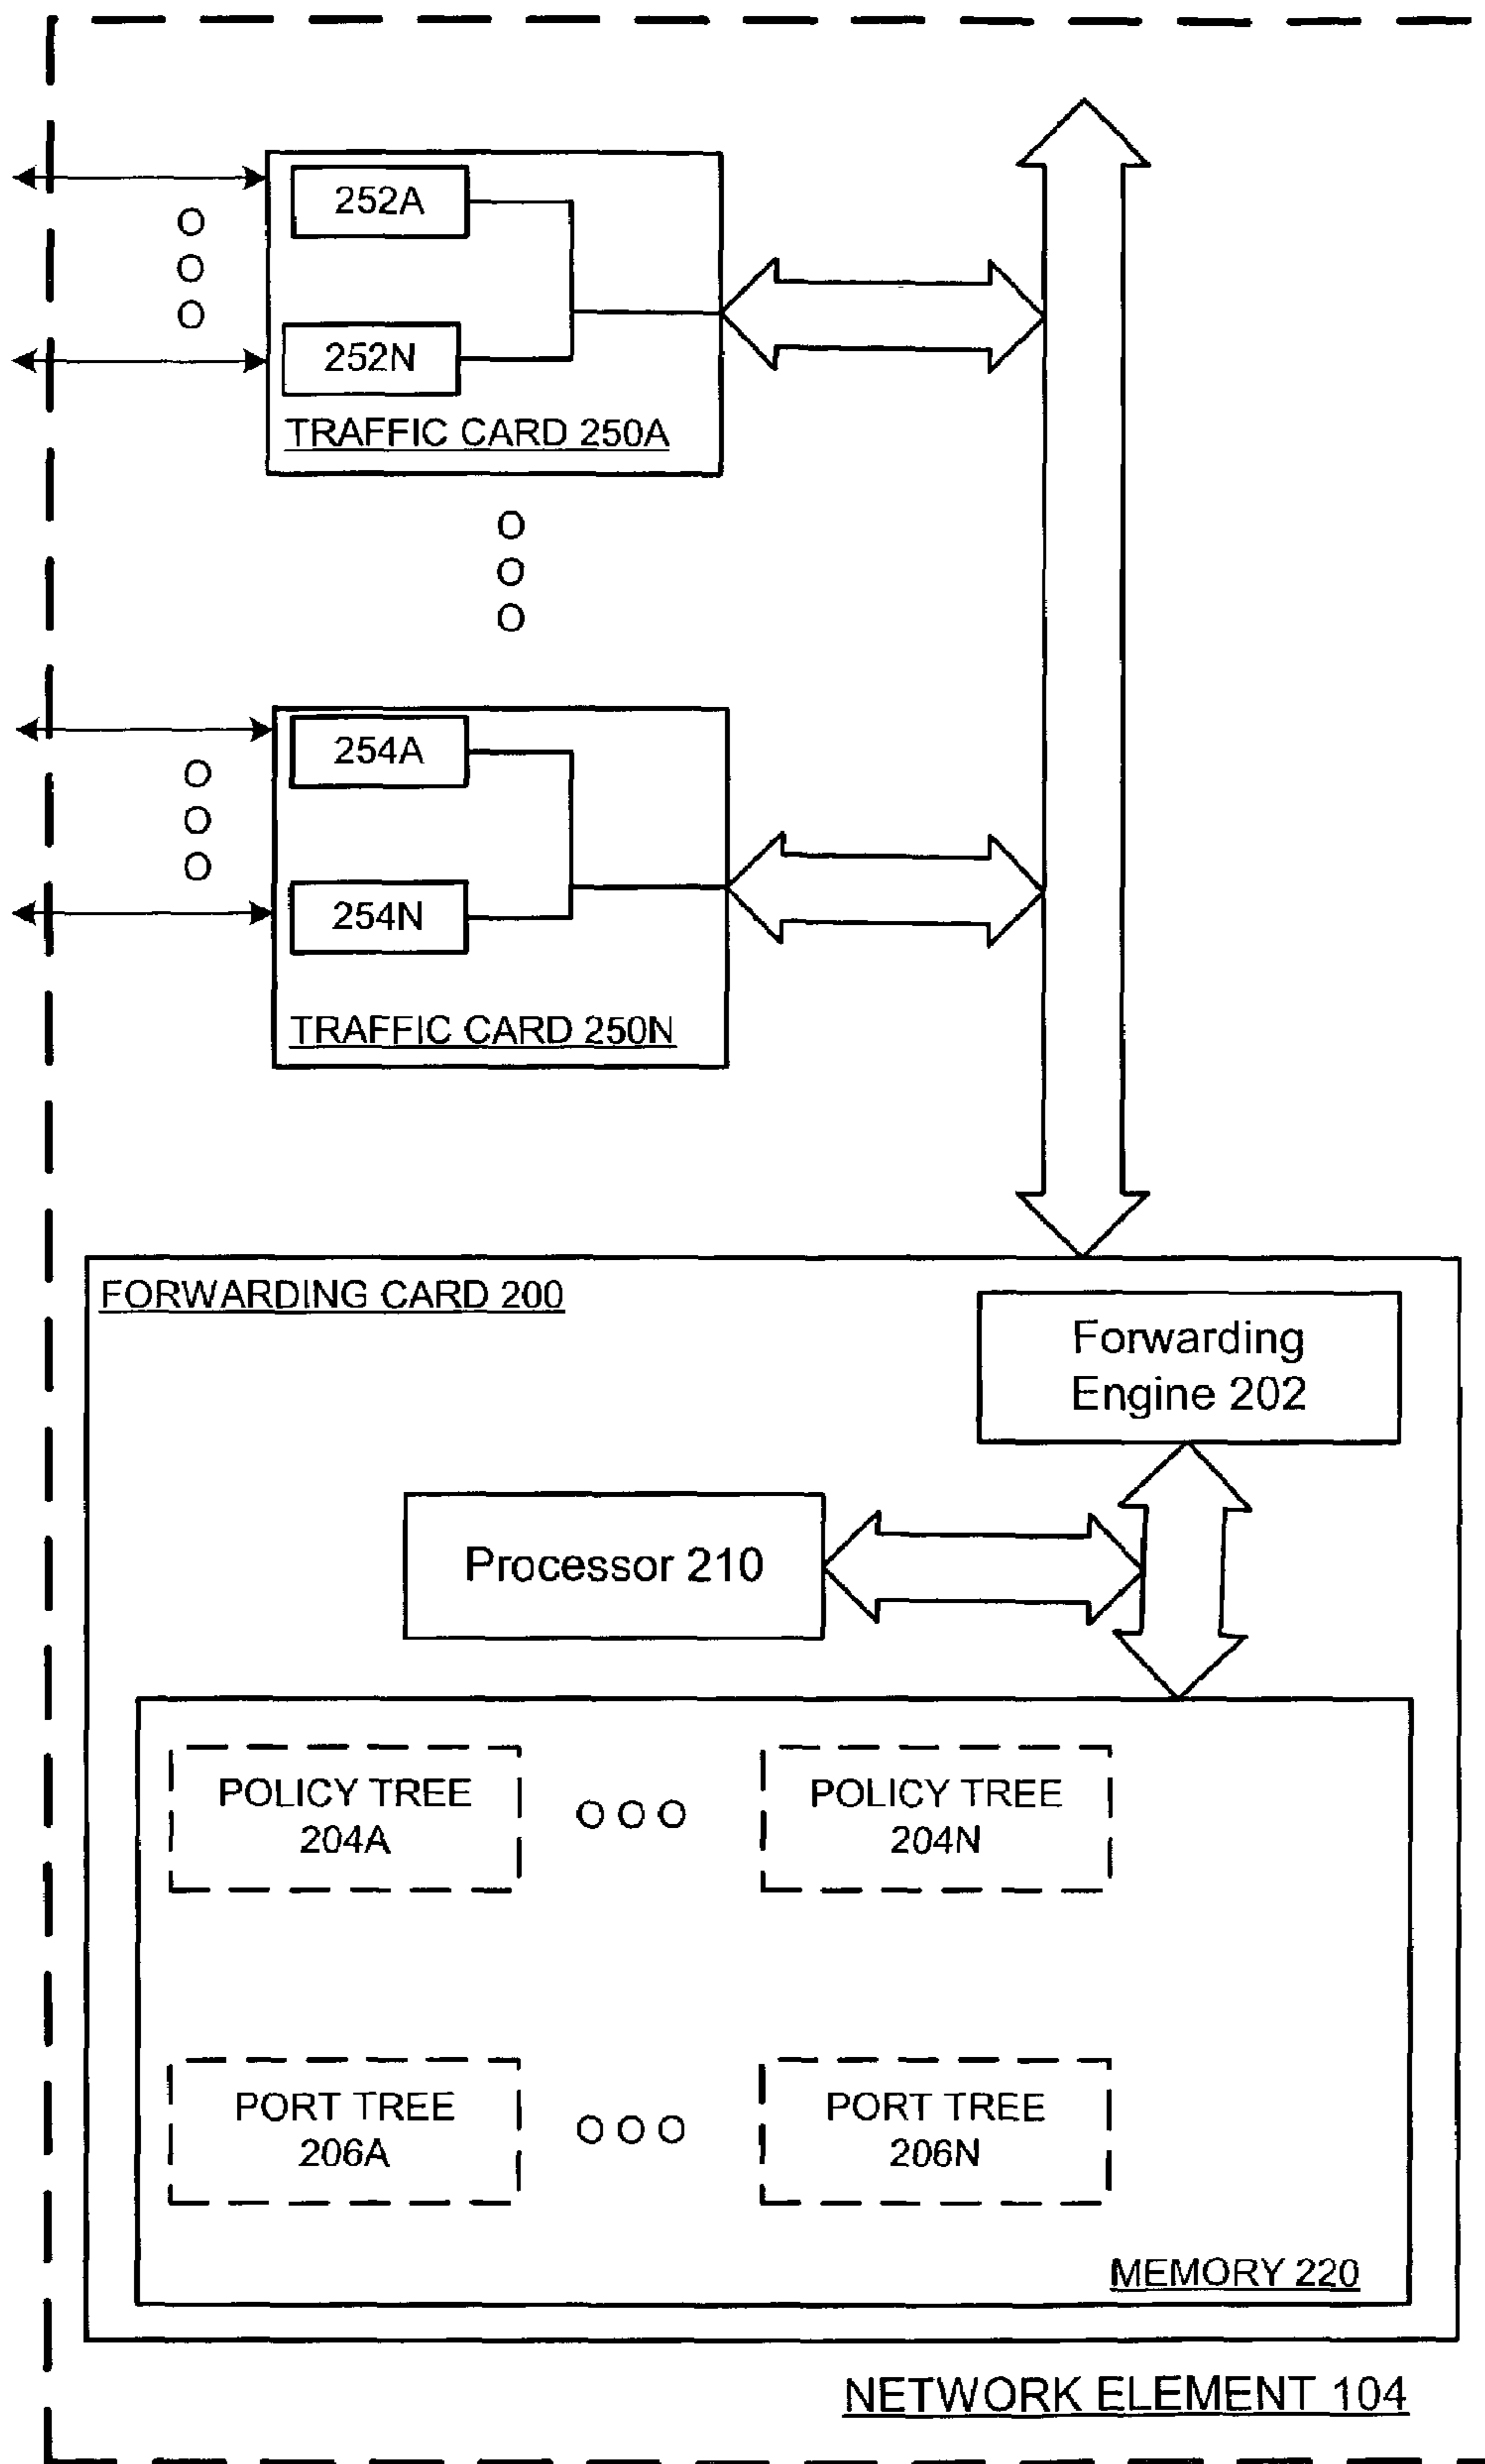 252A
252N
TRAFFIC CARD 250A
254A
254N
TRAFFIC CARD 250N
FORWARDING CARD 200
Forwarding
Engine 202
Processor 210
POLICY TREE
204A
POLICY TREE
204N
PORT TREE
206A
PORT TREE
206N
MEMORY 220
NETWORK ELEMENT 104